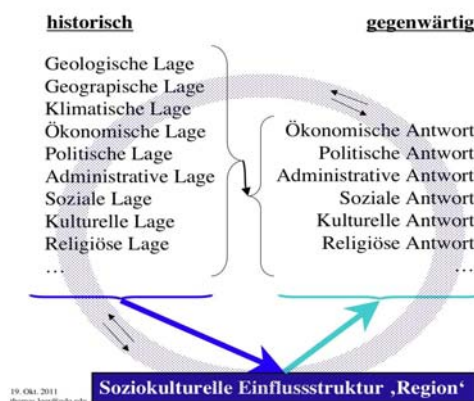 historisch
Geologische Lage
Geograpische Lage
Klimatische Lage
Ökonomische Lage
Politische Lage
Administrative Lage
Soziale Lage
Kulturelle Lage
Religiöse Lage
…
gegenwärtig
Ökonomische Antwort
Politische Antwort
Administrative Antwort
Soziale Antwort
Kulturelle Antwort
Religiöse Antwort
…
19. Okt. 2011
Soziokulturelle Einflussstruktur ‚Region‘